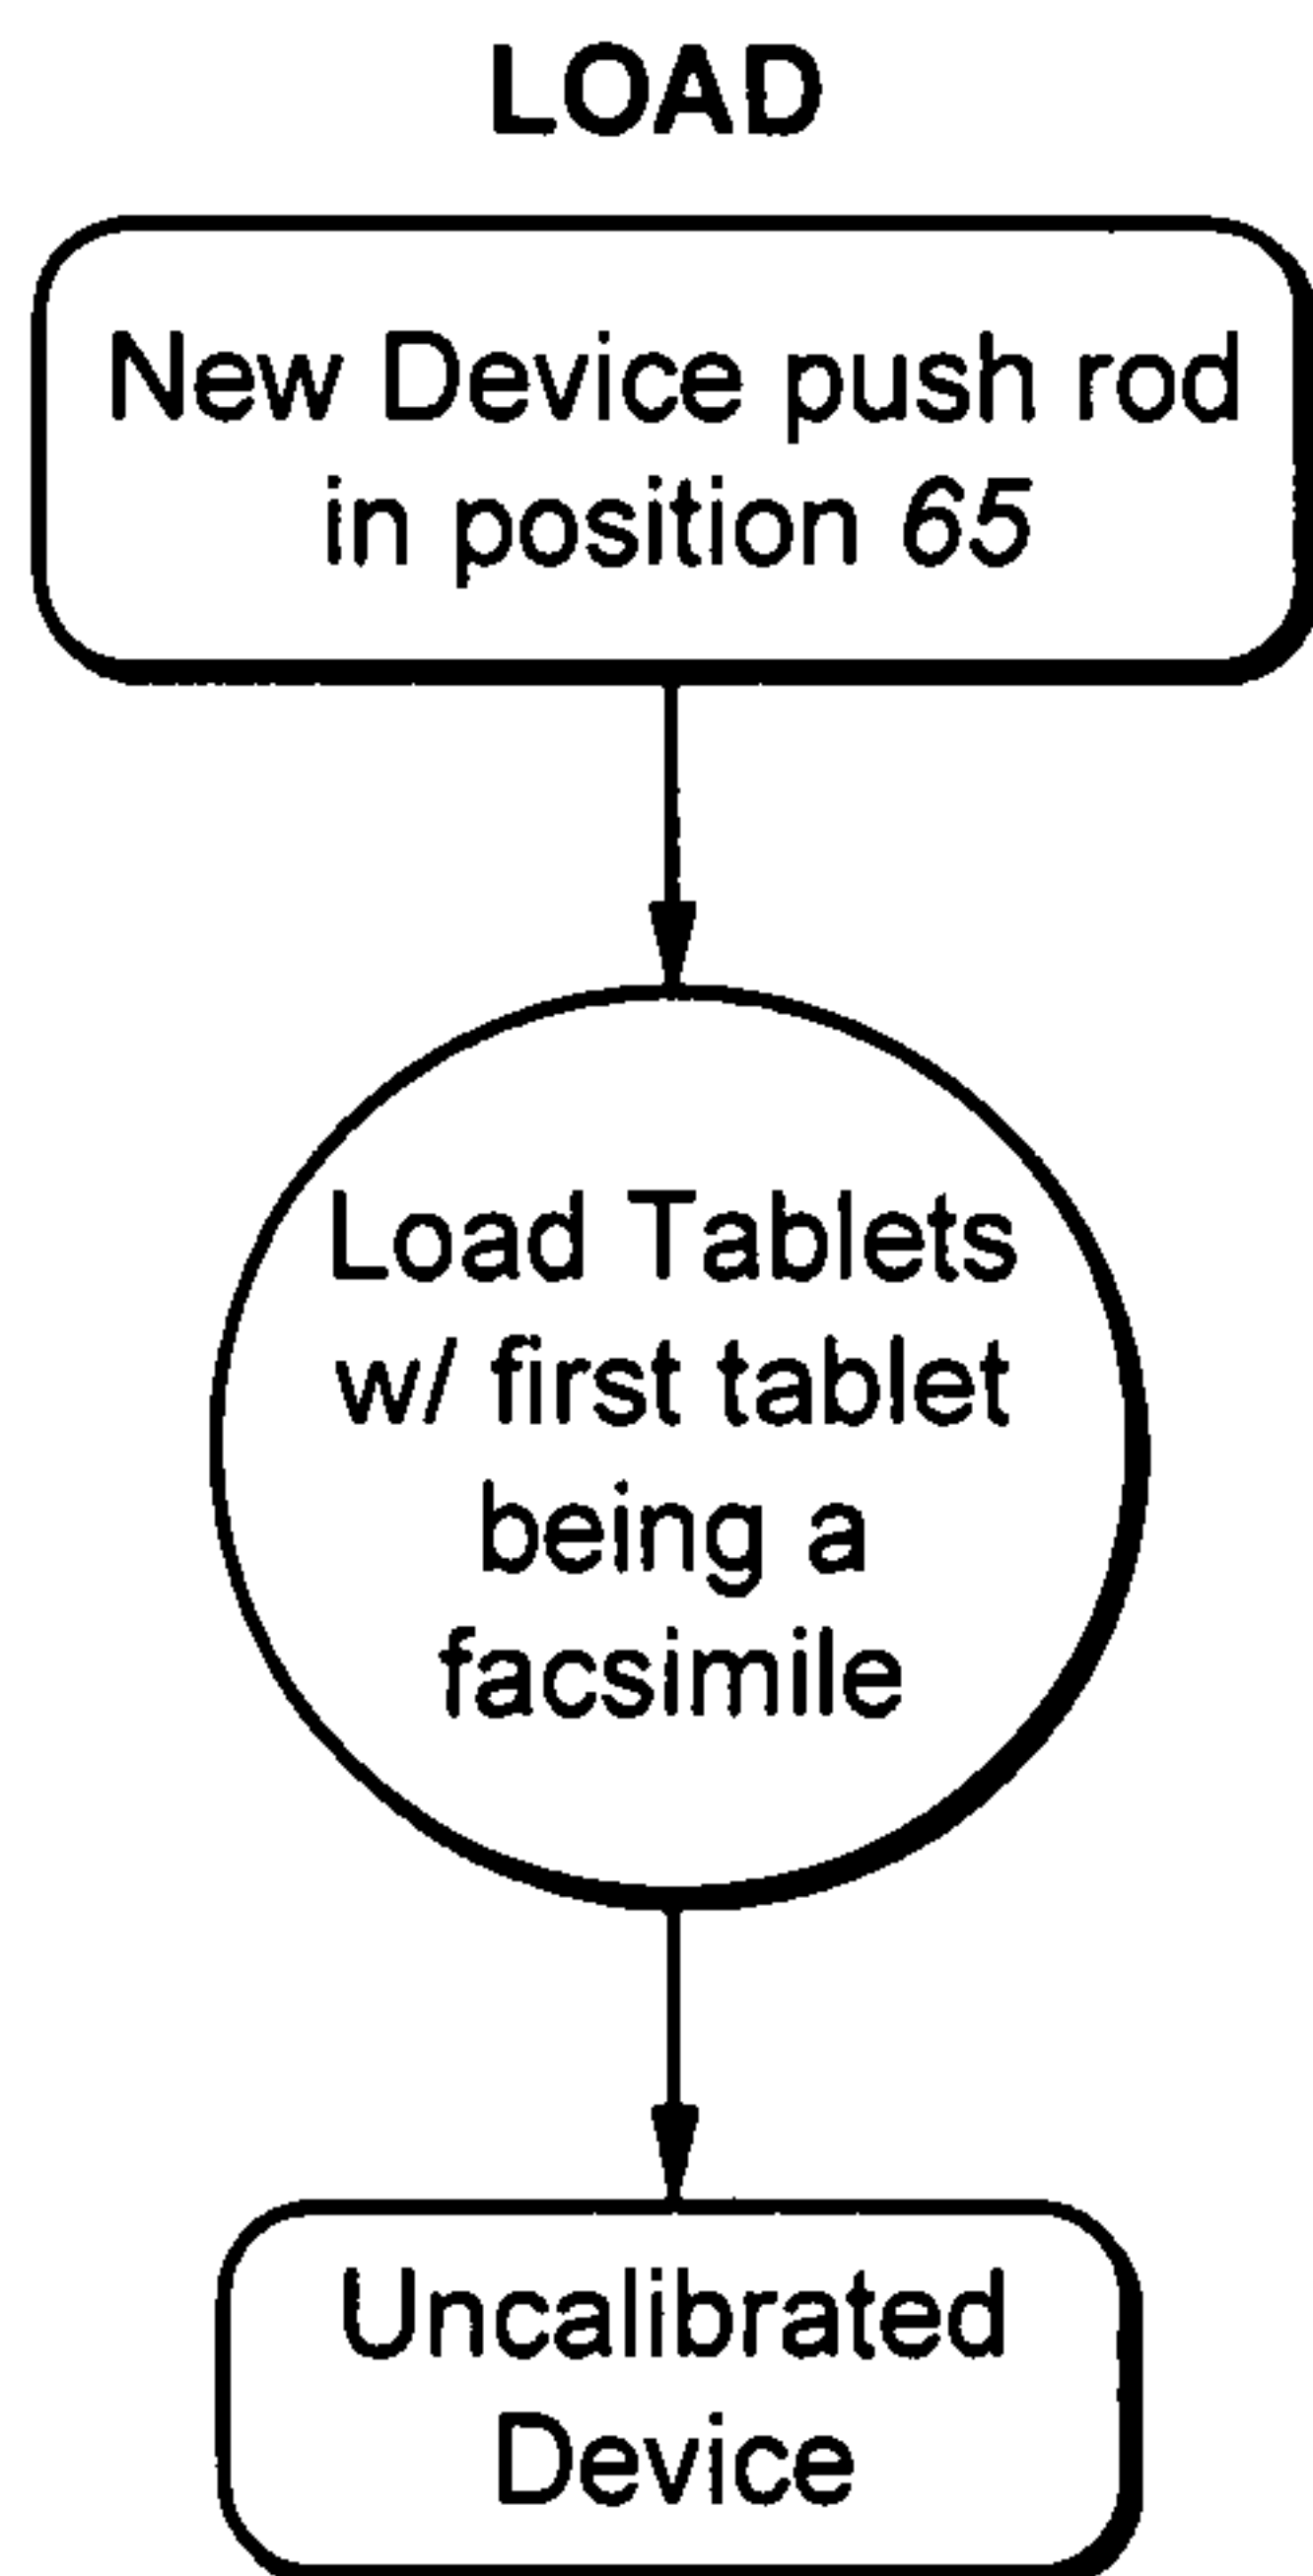 LOAD
New Device push rod
in position 65
Load Tablets
w/ first tablet
being a
facsimile
Uncalibrated
Device